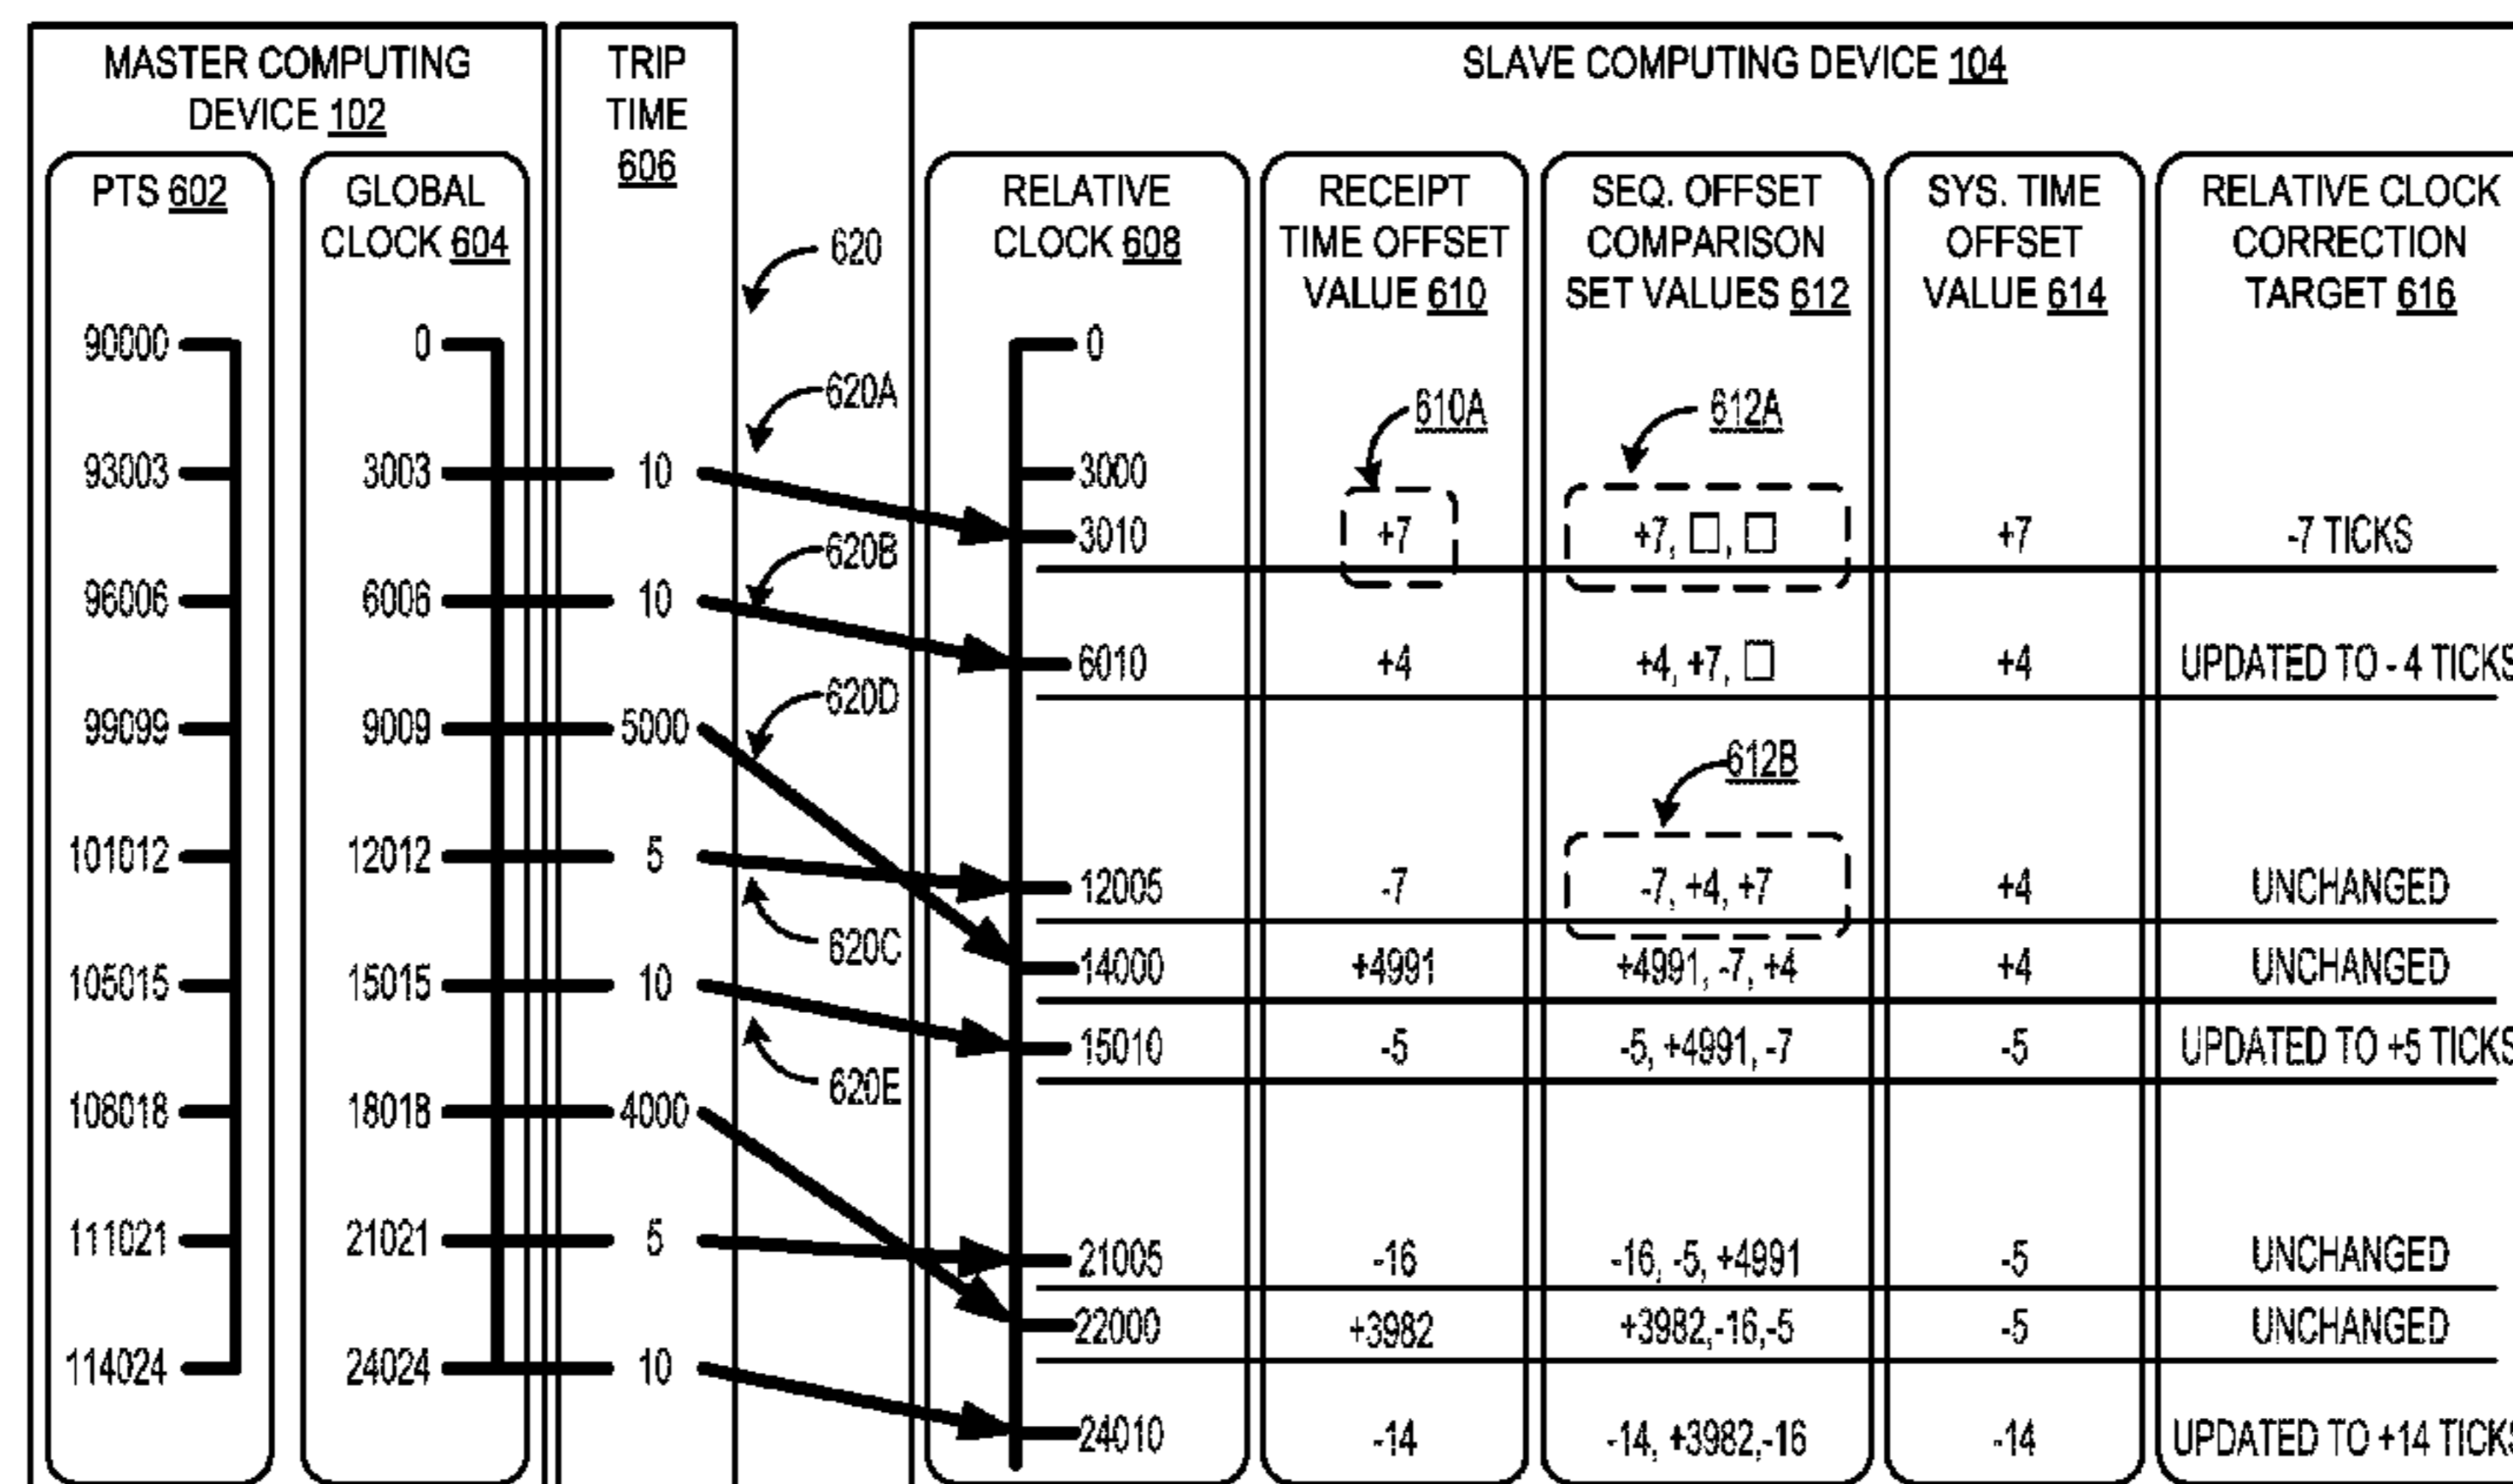 MASTER COMPUTING
DEVICE 102
TRIP
TIME
606
SLAVE COMPUTING DEVICE 104
PTS 602
GLOBAL
CLOCK 604
RELATIVE
CLOCK 608
RECEIPT
TIME OFFSET
VALUE 610
SEQ. OFFSET
COMPARISON
SET VALUES 612
SYS. TIME
OFFSET
VALUE 614
RELATIVE CLOCK
CORRECTION
TARGET 616
620
90000 0 0
620A 610A 612A
93003 3003 10 3000
3010 +7 +7, □, □ +7 -7 TICKS
620B
96006 6006 10
6010 +4 +4, +7, □ +4 UPDATED TO - 4 TICKS
620D
99099 9009 5000
612B
101012 12012 5
12005 -7 -7, +4, +7 +4 UNCHANGED
620C
14000 +4991 +4991, -7, +4 +4 UNCHANGED
105015 15015 10
15010 -5 -5, +4991, -7 -5 UPDATED TO +5 TICKS
620E
108018 18018 4000
111021 21021 5
21005 -16 -16, -5, +4991 -5 UNCHANGED
22000 +3982 +3982,-16,-5 -5 UNCHANGED
114024 24024 10
24010 -14 -14, +3982,-16 -14 UPDATED TO +14 TICKS